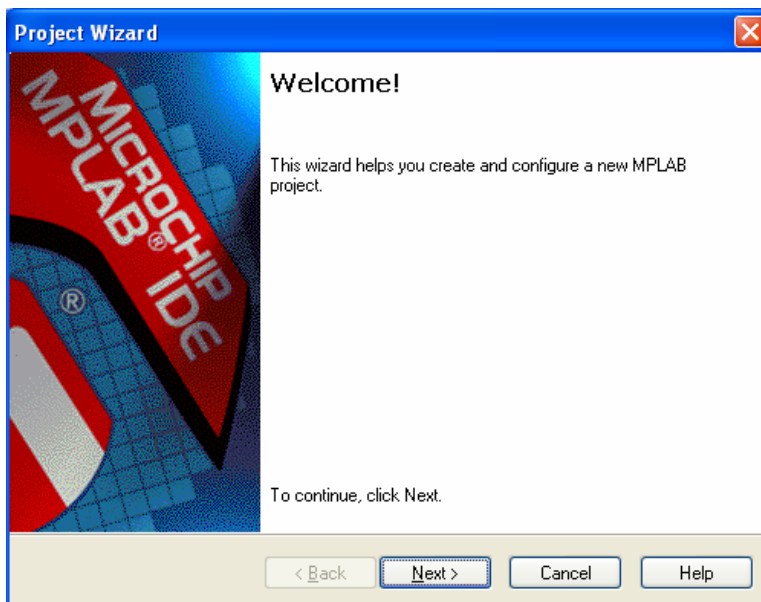 Project Wizard
MICROCHIP
MPLAB® IDE
®
Welcome!
This wizard helps you create and configure a new MPLAB
project.
To continue, click Next.
< Back
Next >
Cancel
Help